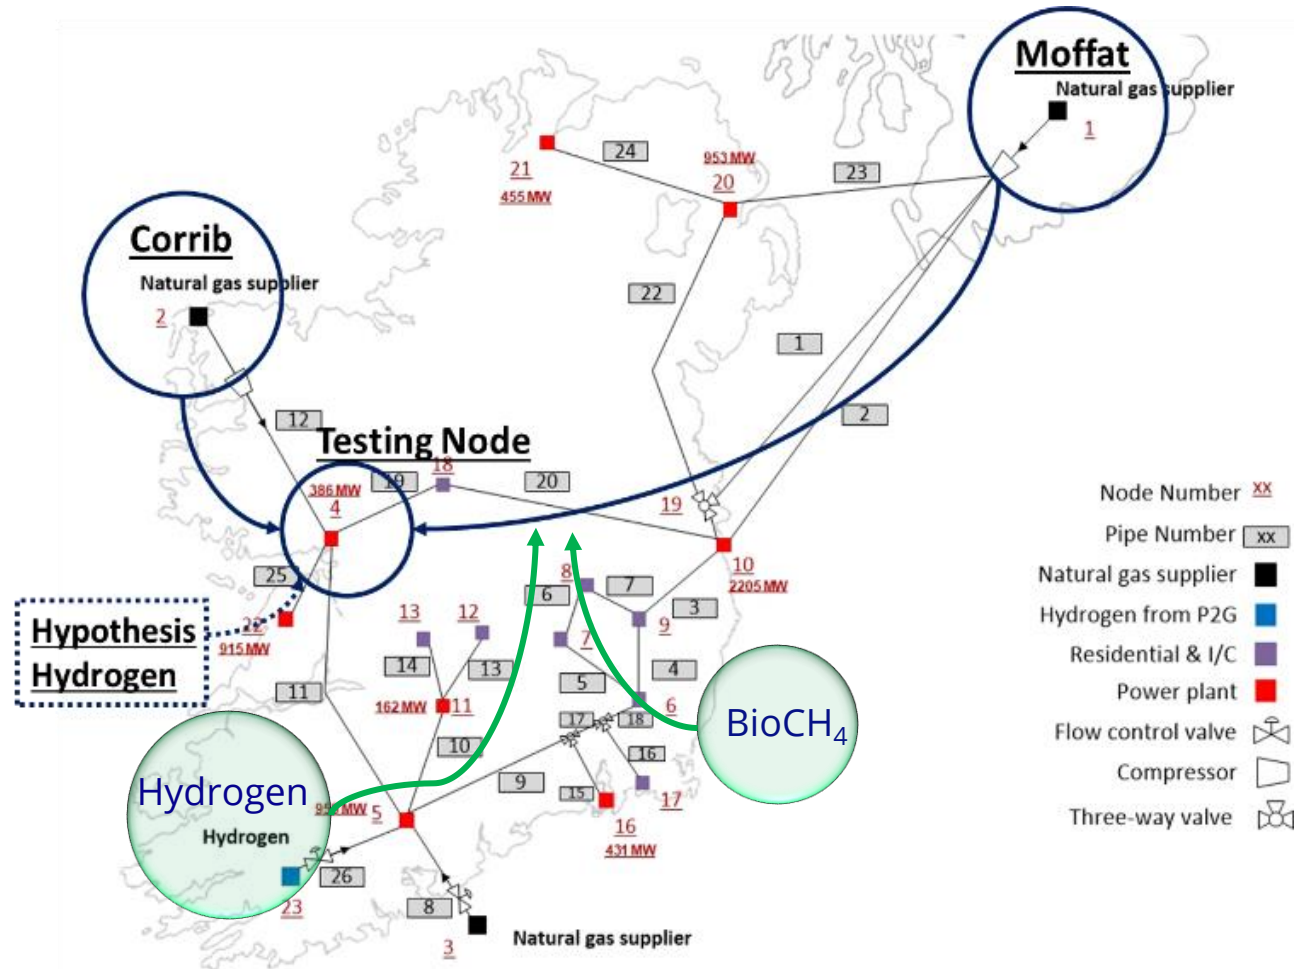 Moffat
Natural gas supplier
1
24
953 MW
21
20
23
455 MW
Corrib
Natural gas supplier
2
22
1
2
12
Testing Node
18
386 MW
19
20
4
19
10
2205 MW
25
8
7
6
3
9
7
22
915 MW
Hypothesis
Hydrogen
13
12
14
13
5
4
11
162 MW
11
6
17
18
BioCH4
10
16
9
15
17
16
431 MW
Hydrogen
5
MW
Hydrogen
26
23
8
3
Natural gas supplier
Node Number xx
Pipe Number xx
Natural gas supplier
Hydrogen from P2G
Residential & I/C
Power plant
Flow control valve
Compressor
Three-way valve